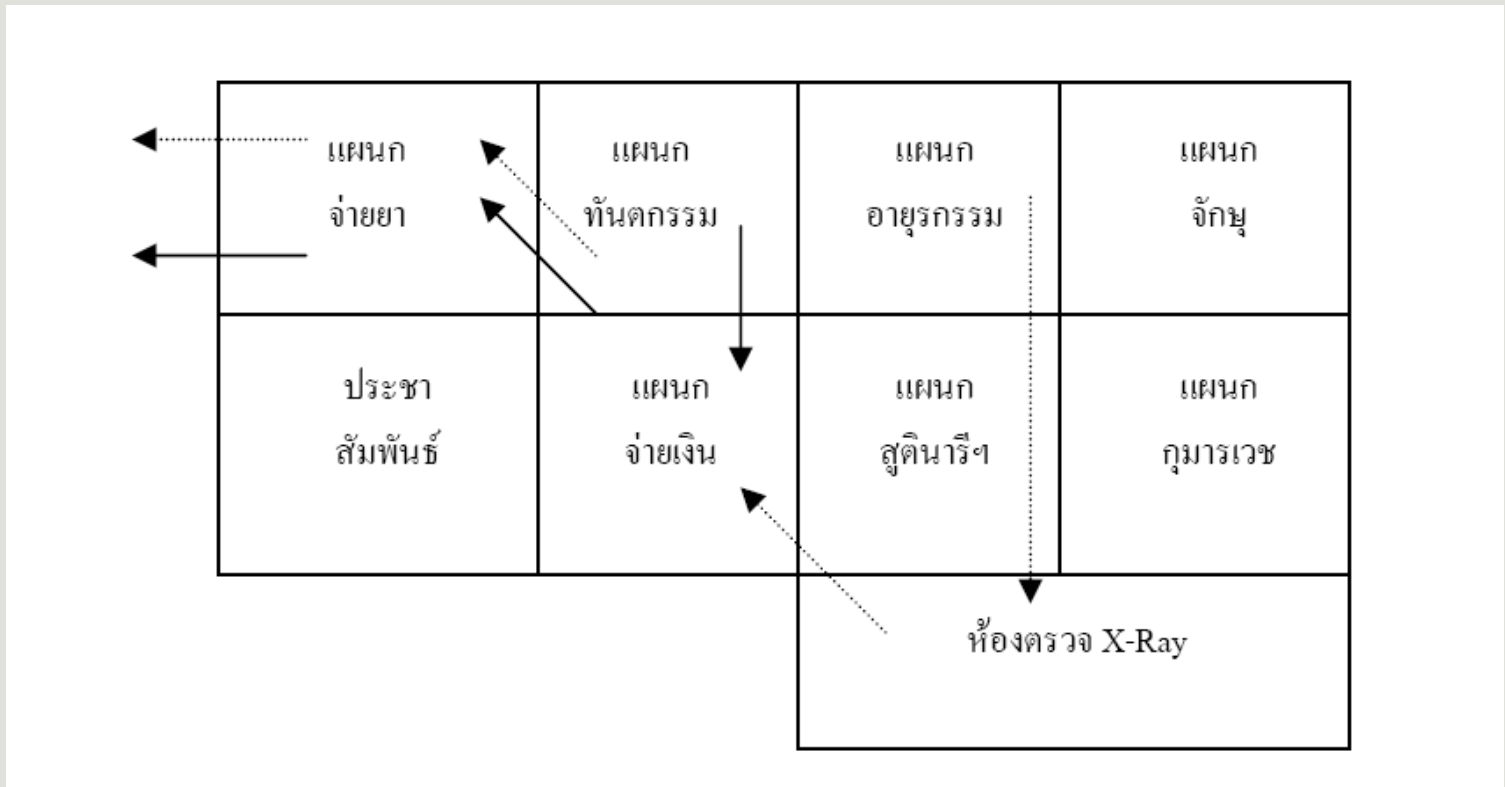 แผนก
จ่ายยา
แผนก
ทันตกรรม
แผนก
อายุรกรรม
แผนก
จักษุ
ประชา
สัมพันธ์
แผนก
จ่ายเงิน
แผนก
สูตินารีฯ
แผนก
กุมารเวช
ห้องตรวจ X-Ray